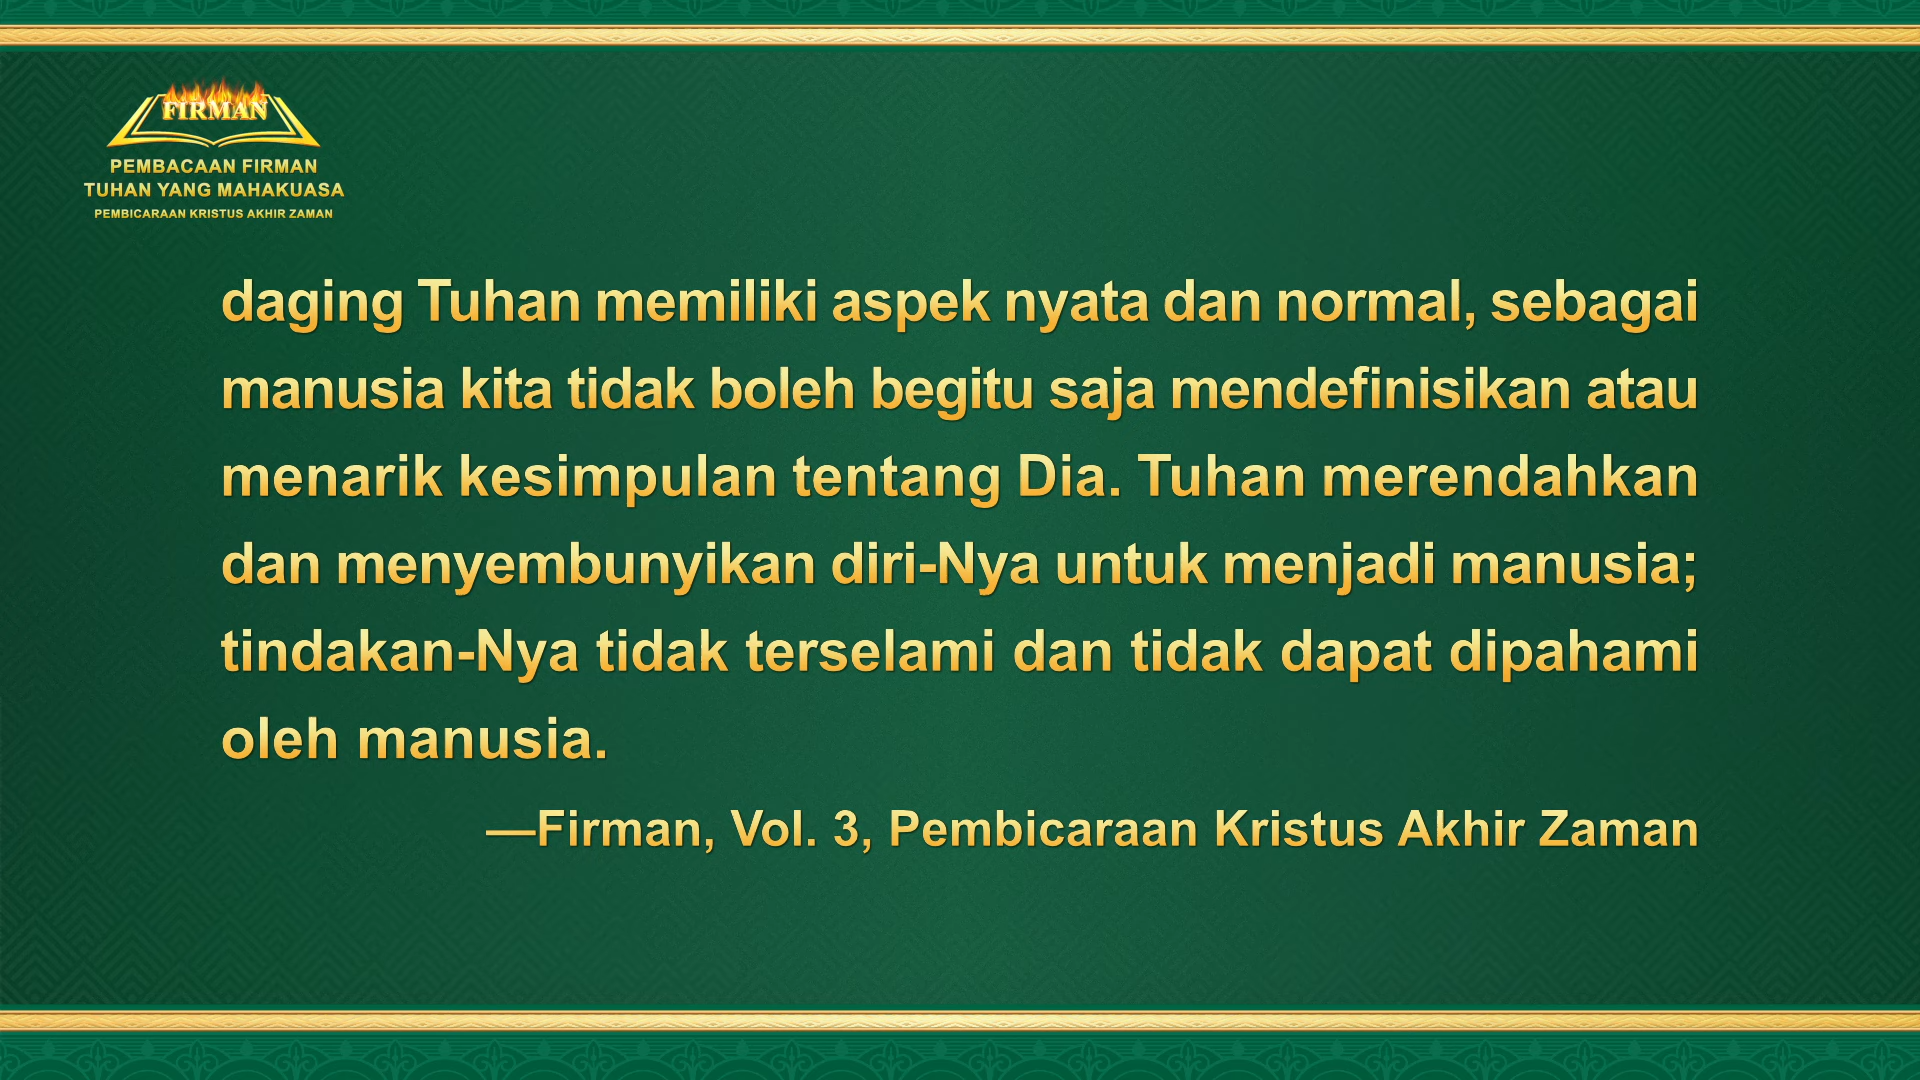 FIRMAN
PEMBACAAN FIRMAN
TUHAN YANG MAHAKUASA
PEMBICARAAN KRISTUS AKHIR ZAMAN
daging Tuhan memiliki aspek nyata dan normal, sebagai
manusia kita tidak boleh begitu saja mendefinisikan atau
menarik kesimpulan tentang Dia. Tuhan merendahkan
dan menyembunyikan diri-Nya untuk menjadi manusia;
tindakan-Nya tidak terselami dan tidak dapat dipahami
oleh manusia.
—Firman, Vol. 3, Pembicaraan Kristus Akhir Zaman